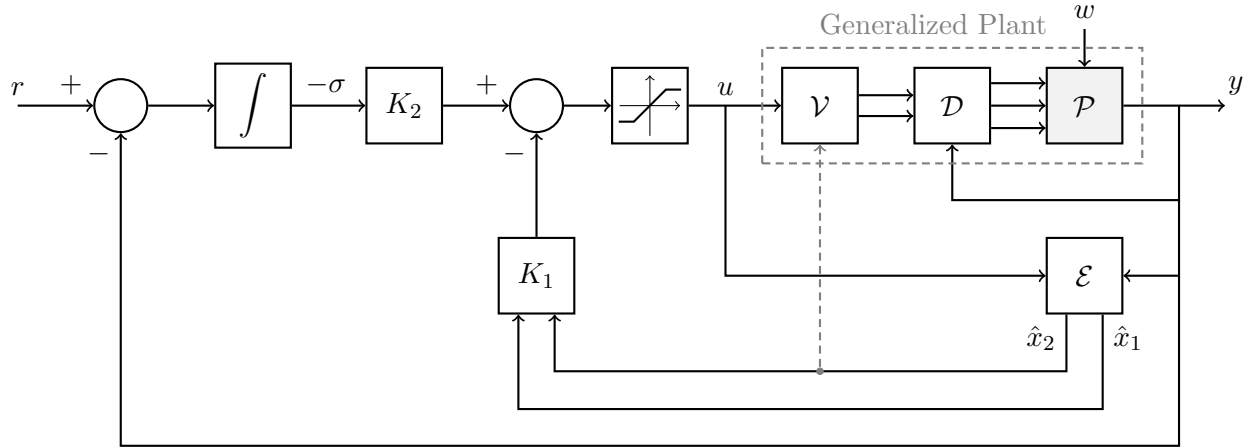 Generalized Plant
w
r
+
−
∫
−σ
K₂
+
−
u
𝒱
𝒟
𝒫
y
K₁
ℰ
x̂₂
x̂₁